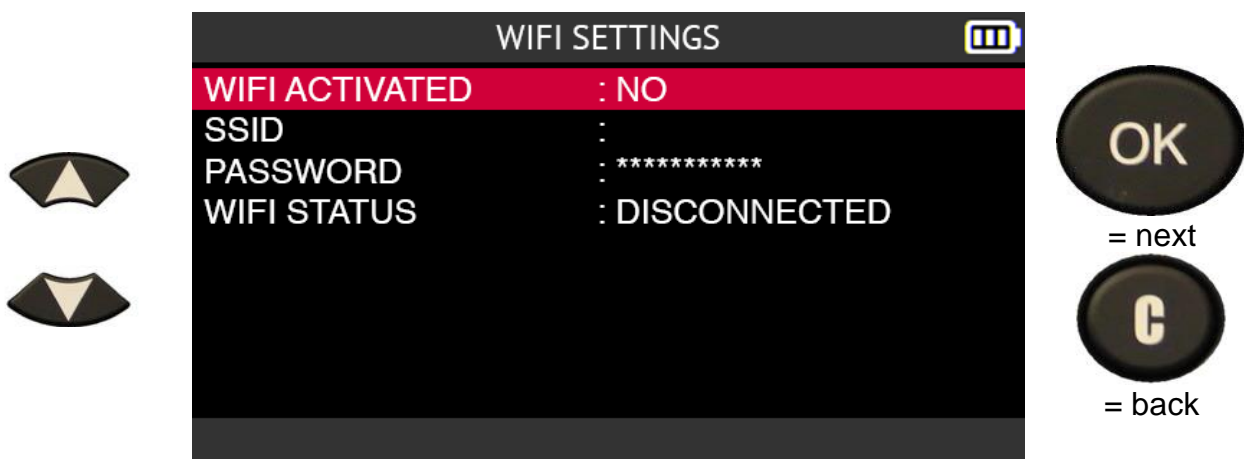 WIFI SETTINGS
WIFI ACTIVATED : NO
SSID :
PASSWORD : ***********
WIFI STATUS : DISCONNECTED
OK
= next
C
= back